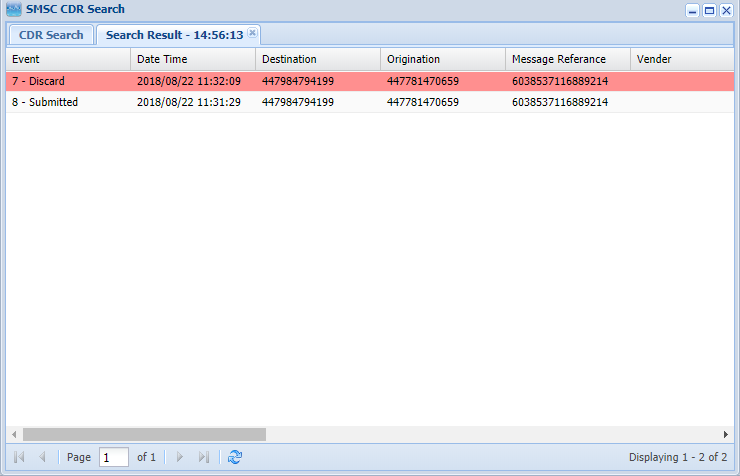 SMSC CDR Search
CDR Search Search Result - 14:56:13
Event Date Time Destination Origination Message Referance Vender
7 - Discard 2018/08/22 11:32:09 447984794199 447781470659 6038537116889214
8 - Submitted 2018/08/22 11:31:29 447984794199 447781470659 6038537116889214
Page 1 of 1 Displaying 1 - 2 of 2